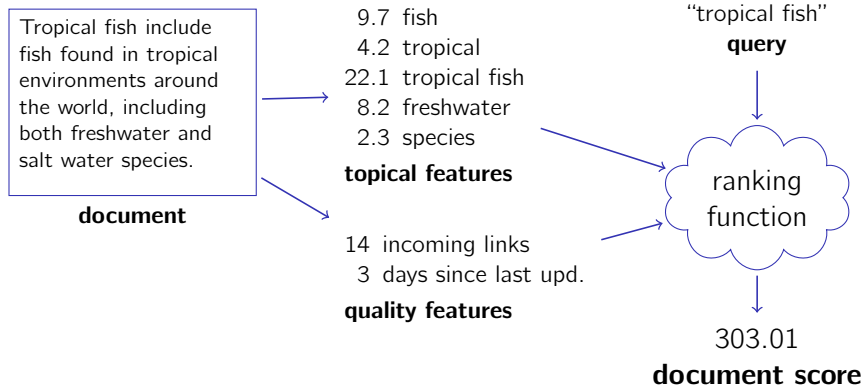 Tropical fish include
fish found in tropical
environments around
the world, including
both freshwater and
salt water species.
document
9.7 fish
4.2 tropical
22.1 tropical fish
8.2 freshwater
2.3 species
topical features
14 incoming links
3 days since last upd.
quality features
“tropical fish”
query
ranking
function
303.01
document score